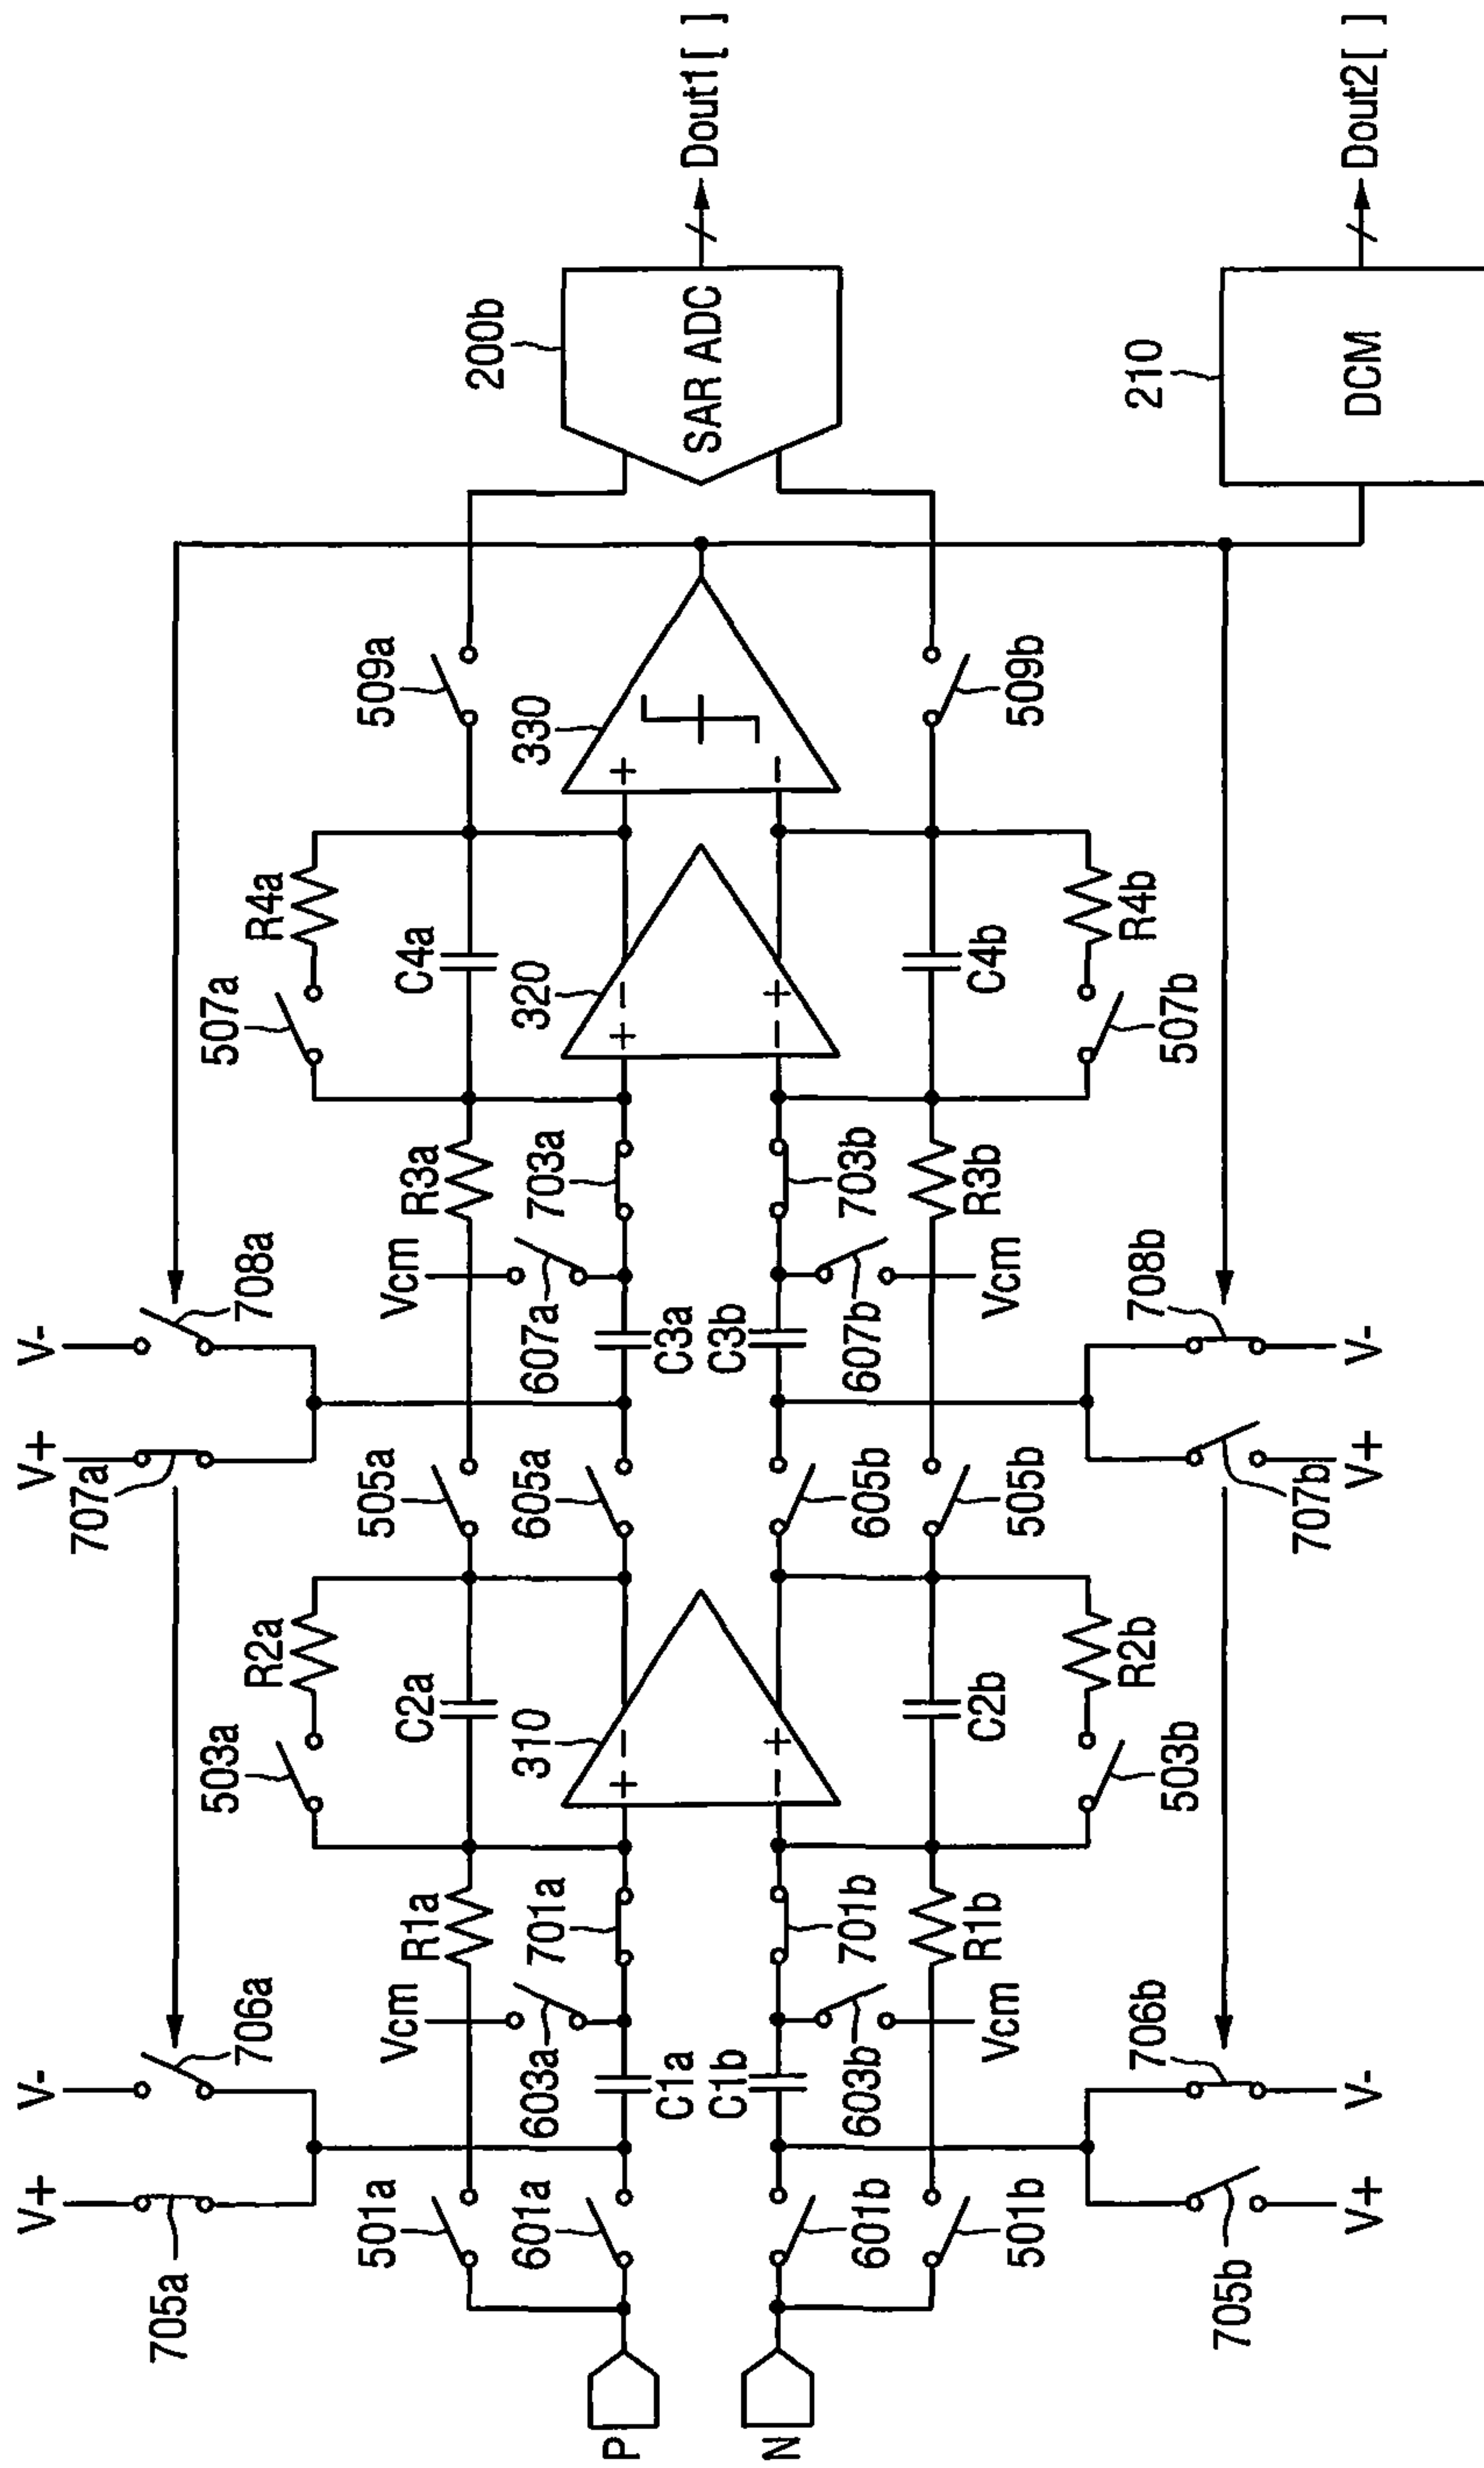 V+
V-
V+
V-
705a
706a
707a
708a
503a
R2a
507a
R4a
501a
R1a
C2a
505a
R3a
C4a
509a
200b
Vcm
Vcm
601a
603a
701a
310
605a
607a
703a
320
330
P
C1a
+
-
C3a
+
-
+
SAR ADC
Dout1[ ]
N
C1b
-
+
C3b
-
+
-
601b
603b
701b
605b
607b
703b
Vcm
Vcm
501b
R1b
C2b
505b
R3b
C4b
509b
503b
R2b
507b
R4b
210
705b
706b
707b
708b
V+
V-
V+
V-
DCM
Dout2[ ]